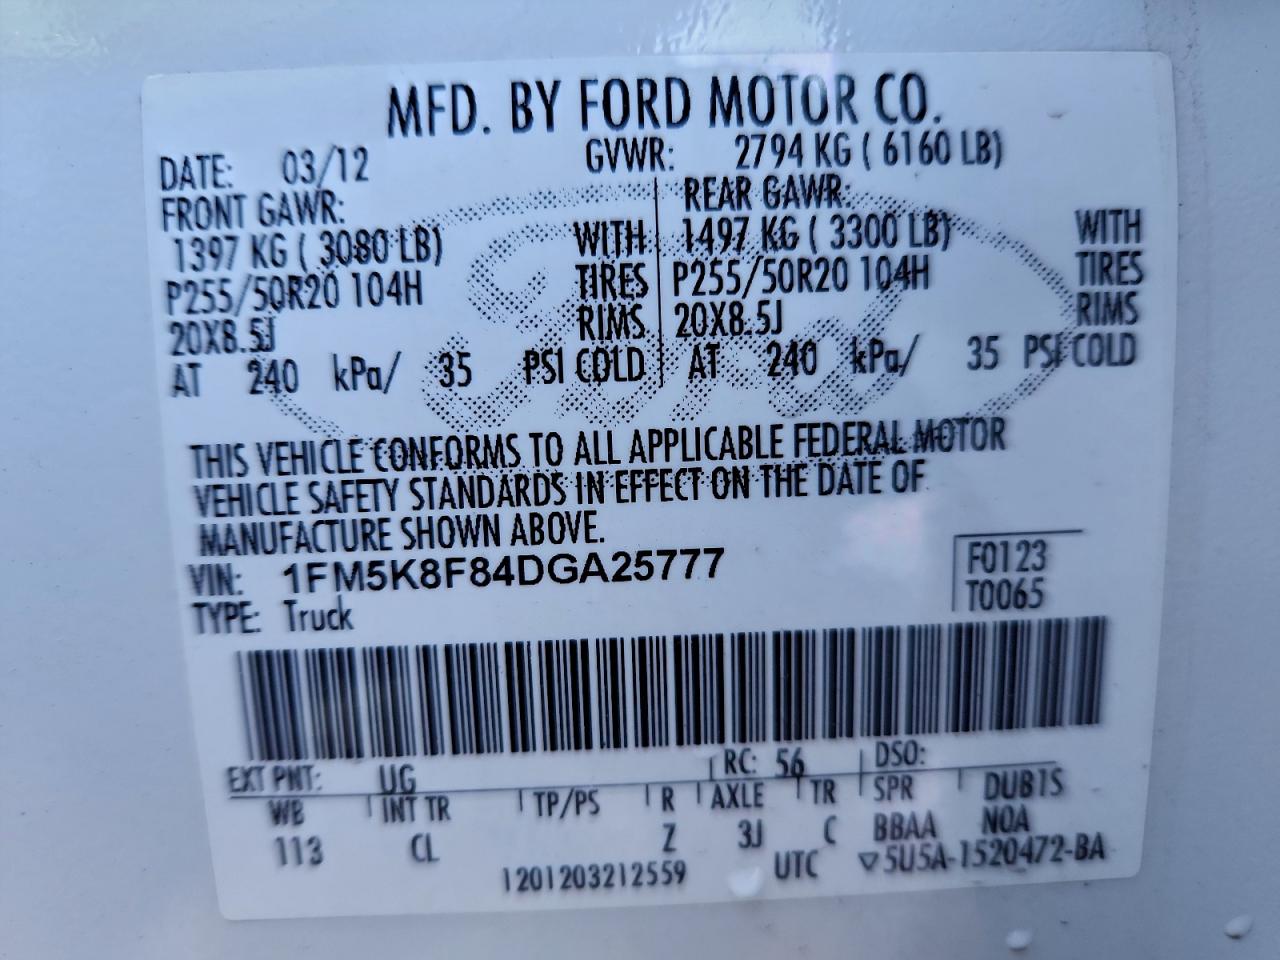 MFD. BY FORD MOTOR CO.
DATE: 03/12 GVWR: 2794 KG ( 6160 LB)
FRONT GAWR: REAR GAWR:
1397 KG ( 3080 LB) WITH 1497 KG ( 3300 LB) WITH
P255/50R20 104H TIRES P255/50R20 104H TIRES
20X8.5J RIMS 20X8.5J RIMS
AT 240 kPa/ 35 PSI COLD AT 240 kPa/ 35 PSI COLD
Ford
THIS VEHICLE CONFORMS TO ALL APPLICABLE FEDERAL MOTOR
VEHICLE SAFETY STANDARDS IN EFFECT ON THE DATE OF
MANUFACTURE SHOWN ABOVE.
VIN: 1FM5K8F84DGA25777 F0123
TYPE: Truck T0065
EXT PNT: UG RC: 56 DSO:
WB INT TR TP/PS R AXLE TR SPR DUBTS
113 CL Z 3J C BBAA NOA
1201203212559 UTC ▽5U5A-1520472-BA